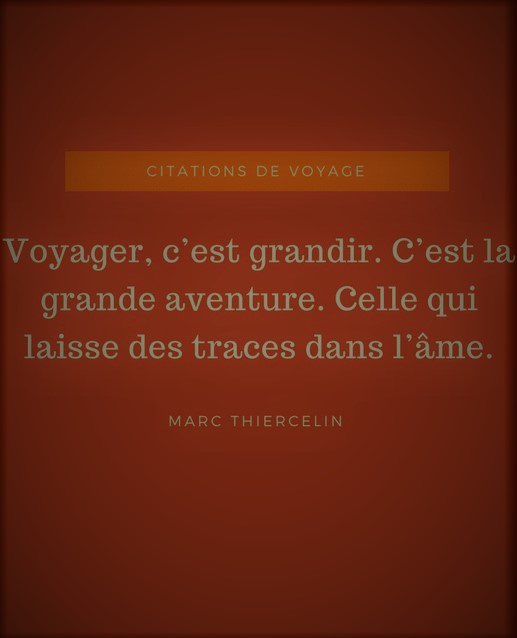 CITATIONS DE VOYAGE
Voyager, c’est grandir. C’est la
grande aventure. Celle qui
laisse des traces dans l’âme.
MARC THIERCELIN